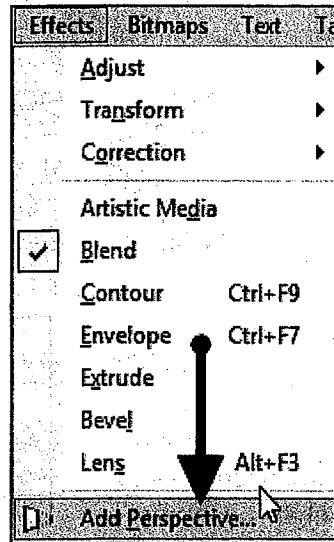 Effects Bitmaps Text Ta
Adjust
Transform
Correction
Artistic Media
Blend
Contour Ctrl+F9
Envelope Ctrl+F7
Extrude
Bevel
Lens Alt+F3
Add Perspective...